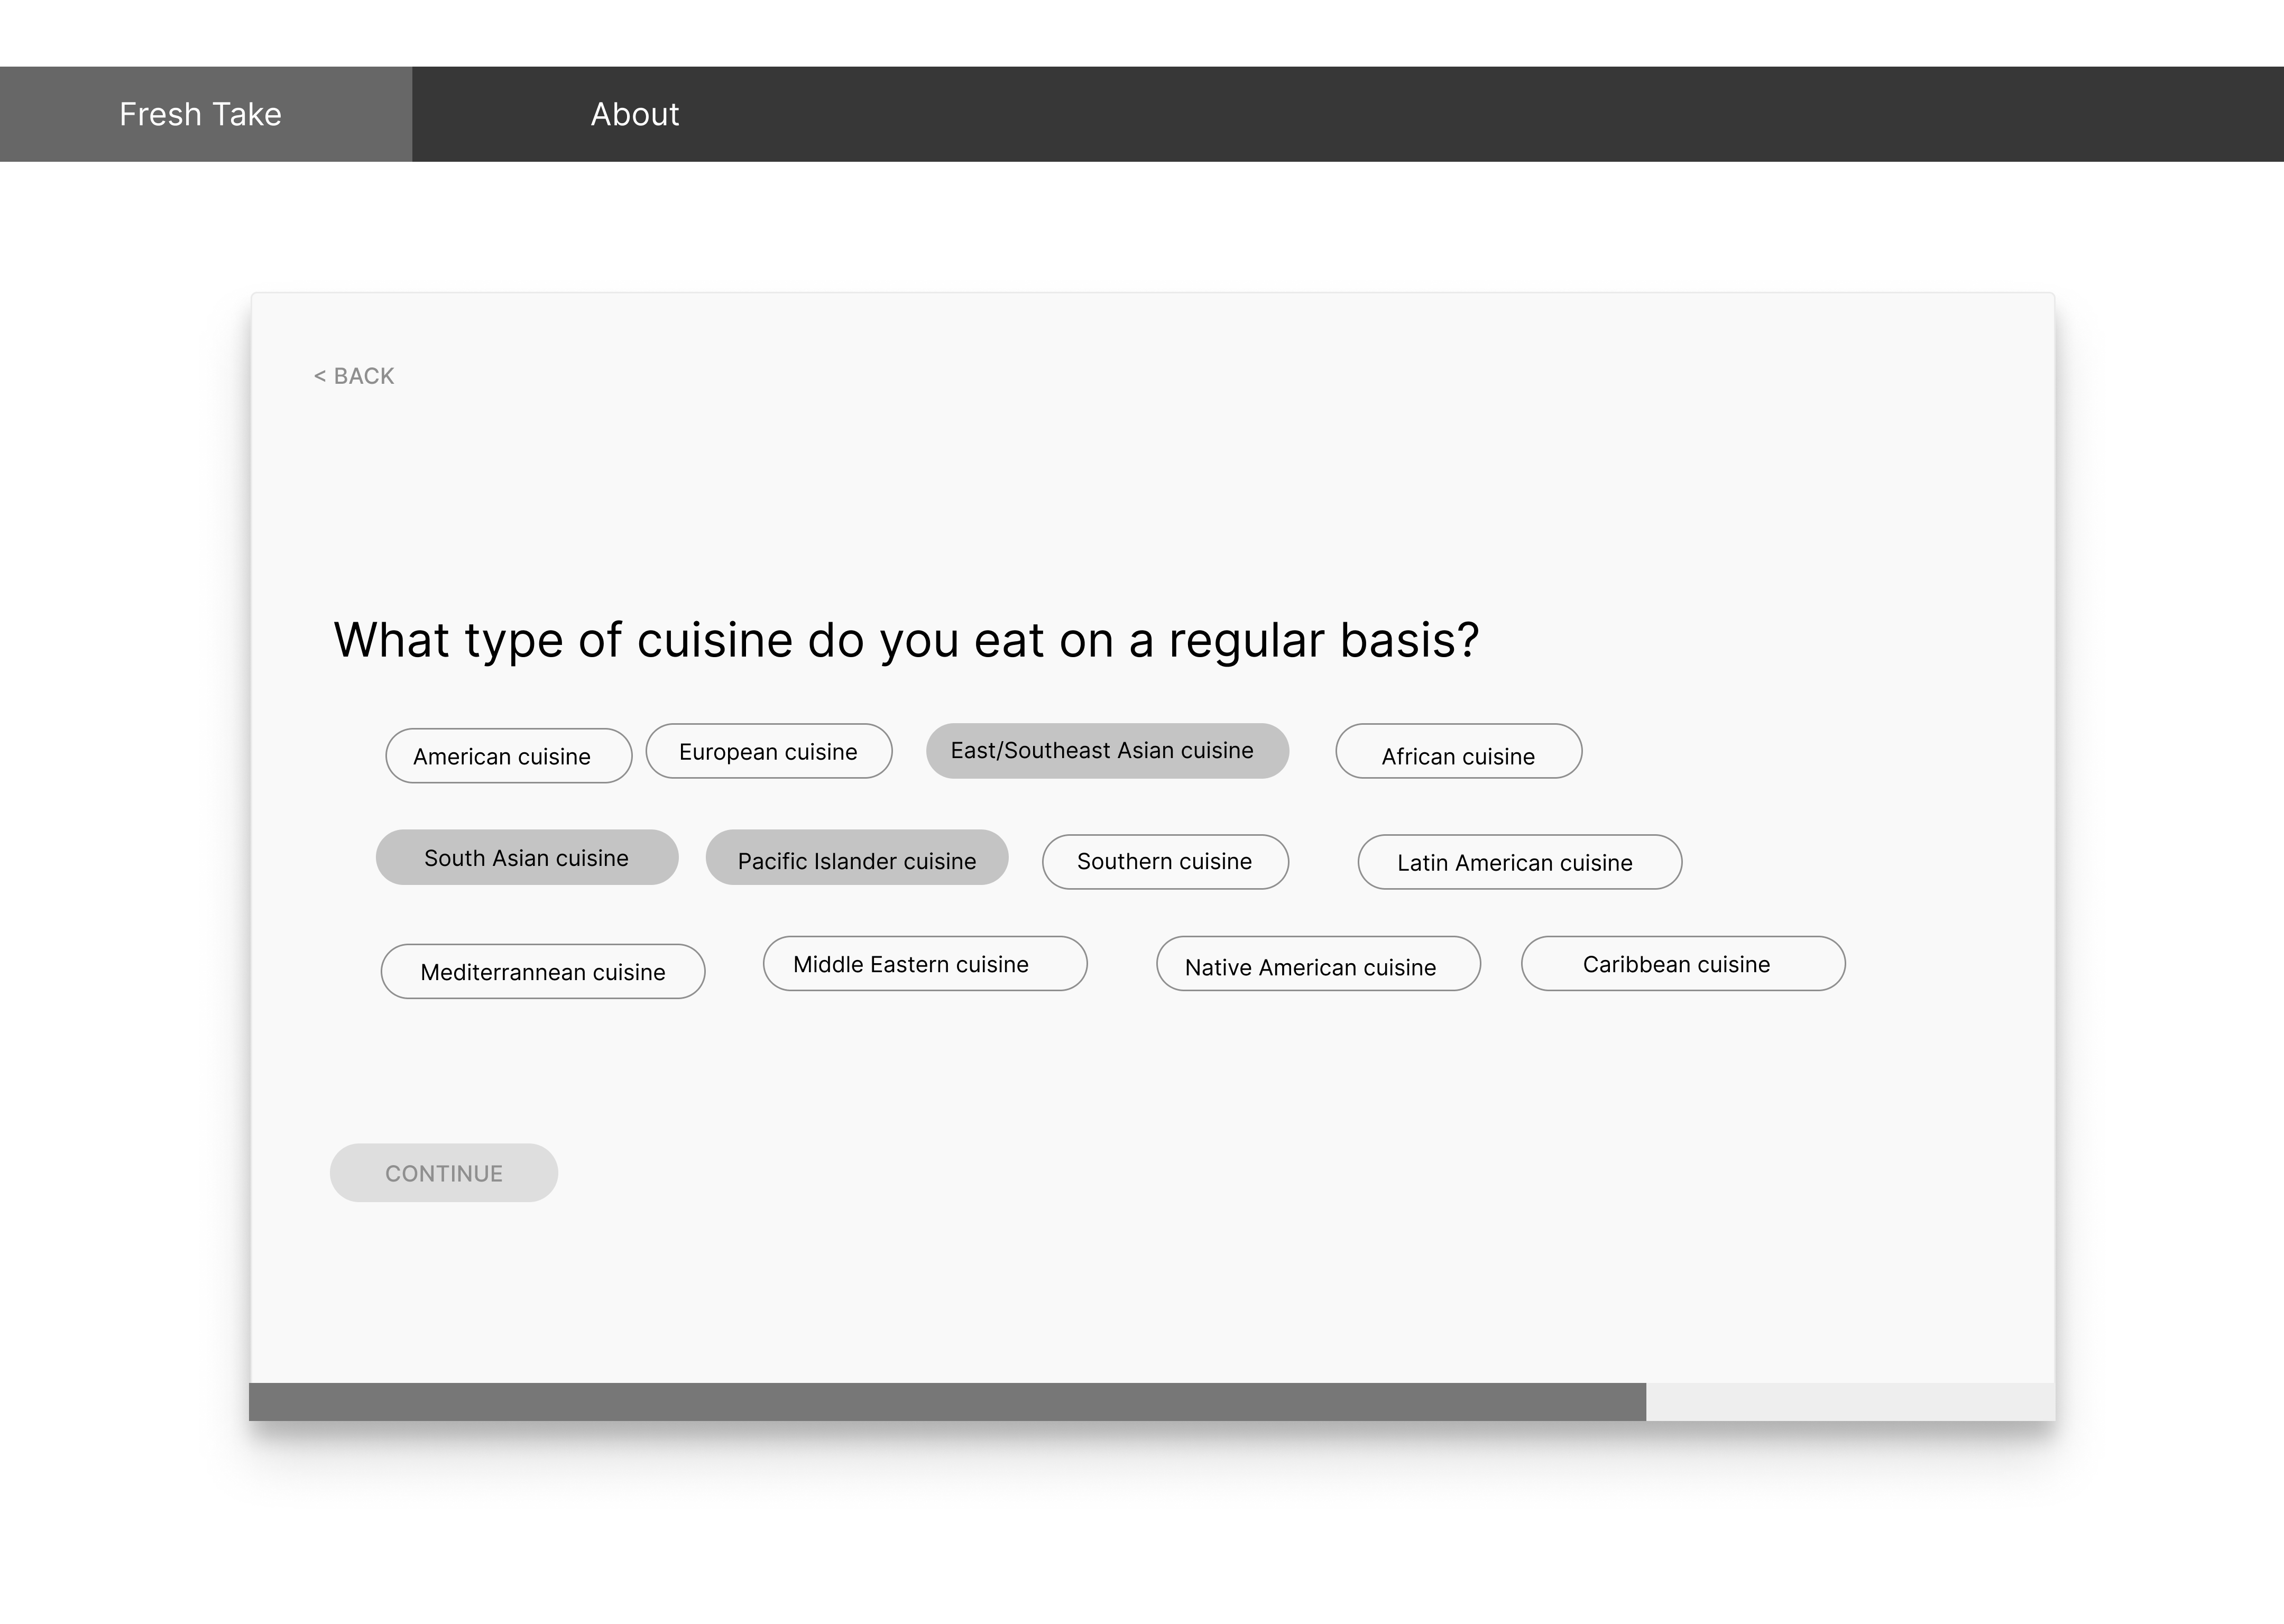 Fresh Take About
< BACK
What type of cuisine do you eat on a regular basis?
American cuisine European cuisine East/Southeast Asian cuisine African cuisine
South Asian cuisine Pacific Islander cuisine Southern cuisine Latin American cuisine
Mediterrannean cuisine Middle Eastern cuisine Native American cuisine Caribbean cuisine
CONTINUE